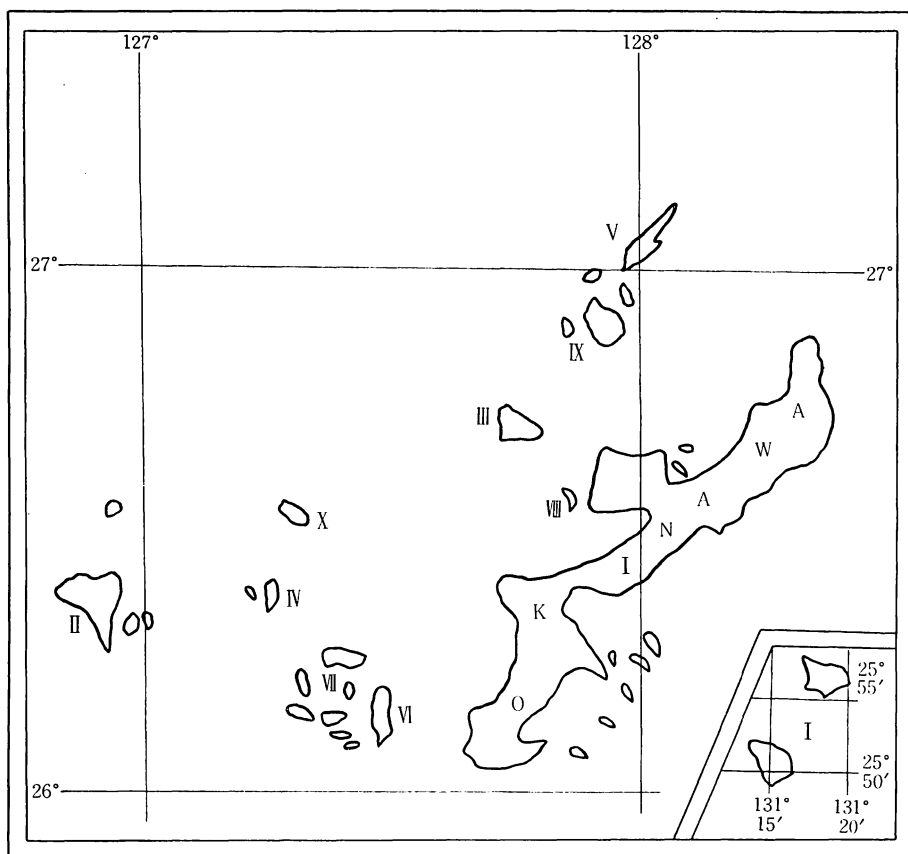 127° 128°
V
27° 27°
IX
A
III
W
VIII A
X N
I
IV K
II
VII
VI O
25°
55′
I
26°
25°
50′
131° 131°
15′ 20′